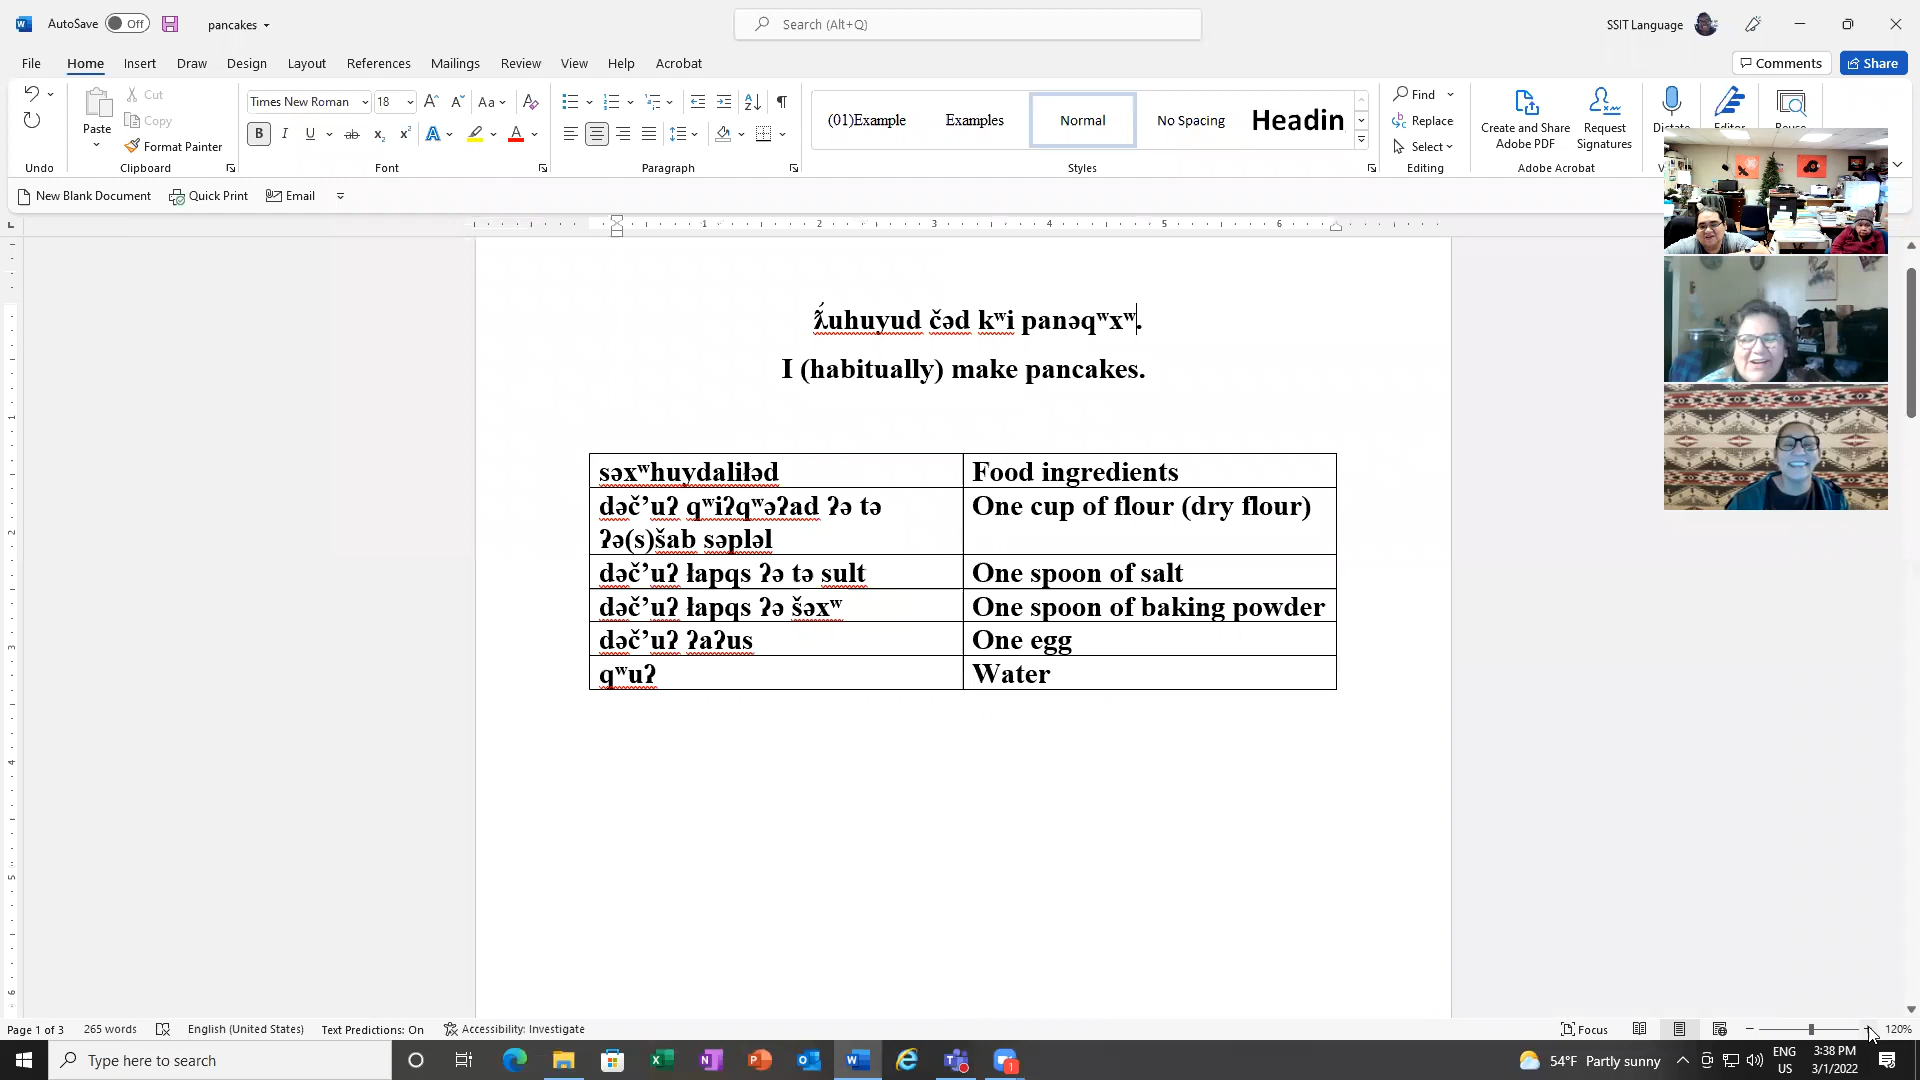 AutoSave Off pancakes Search (Alt+Q) SSIT Language
File Home Insert Draw Design Layout References Mailings Review View Help Acrobat Comments Share
Cut
Copy
Paste
Format Painter
Times New Roman 18
(01)Example Examples Normal No Spacing Headin
Find
Replace
Select
Create and Share Adobe PDF
Request Signatures
Undo Clipboard Font Paragraph Styles Editing Adobe Acrobat
New Blank Document Quick Print Email
ƛ̓uhuyud čəd kʷi panəqʷxʷ.
I (habitually) make pancakes.
səxʷhuydaliɫəd Food ingredients
dəč’uʔ qʷiʔqʷəʔad ʔə tə One cup of flour (dry flour)
ʔə(s)šab səpləl
dəč’uʔ ɫapqs ʔə tə sult One spoon of salt
dəč’uʔ ɫapqs ʔə šəxʷ One spoon of baking powder
dəč’uʔ ʔaʔus One egg
qʷuʔ Water
Page 1 of 3 265 words English (United States) Text Predictions: On Accessibility: Investigate Focus 120%
Type here to search 54°F Partly sunny ENG US 3:38 PM 3/1/2022